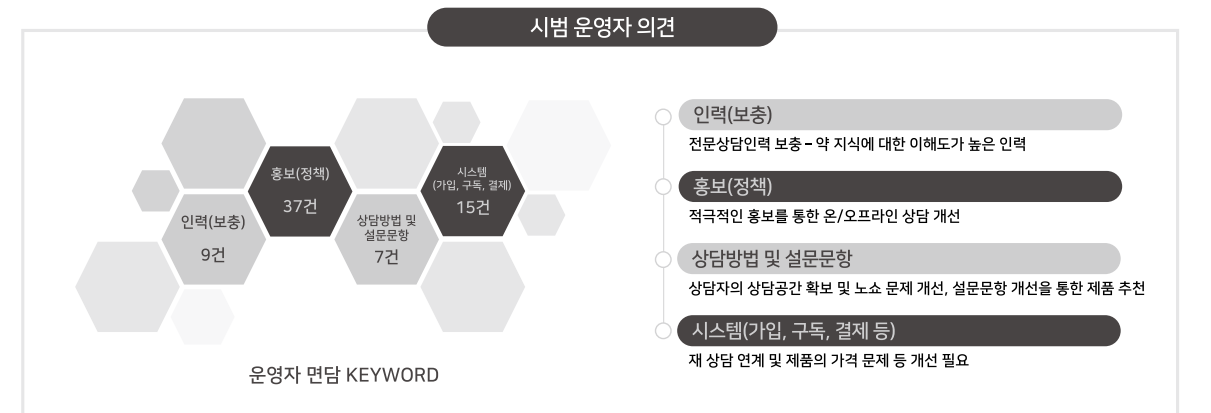 시범 운영자 의견
인력(보충)
9건
홍보(정책)
37건
상담방법 및
설문문항
7건
시스템
(가입, 구독, 결제)
15건
운영자 면담 KEYWORD
인력(보충)
전문상담인력 보충 – 약 지식에 대한 이해도가 높은 인력
홍보(정책)
적극적인 홍보를 통한 온/오프라인 상담 개선
상담방법 및 설문문항
상담자의 상담공간 확보 및 노쇼 문제 개선, 설문문항 개선을 통한 제품 추천
시스템(가입, 구독, 결제 등)
재 상담 연계 및 제품의 가격 문제 등 개선 필요